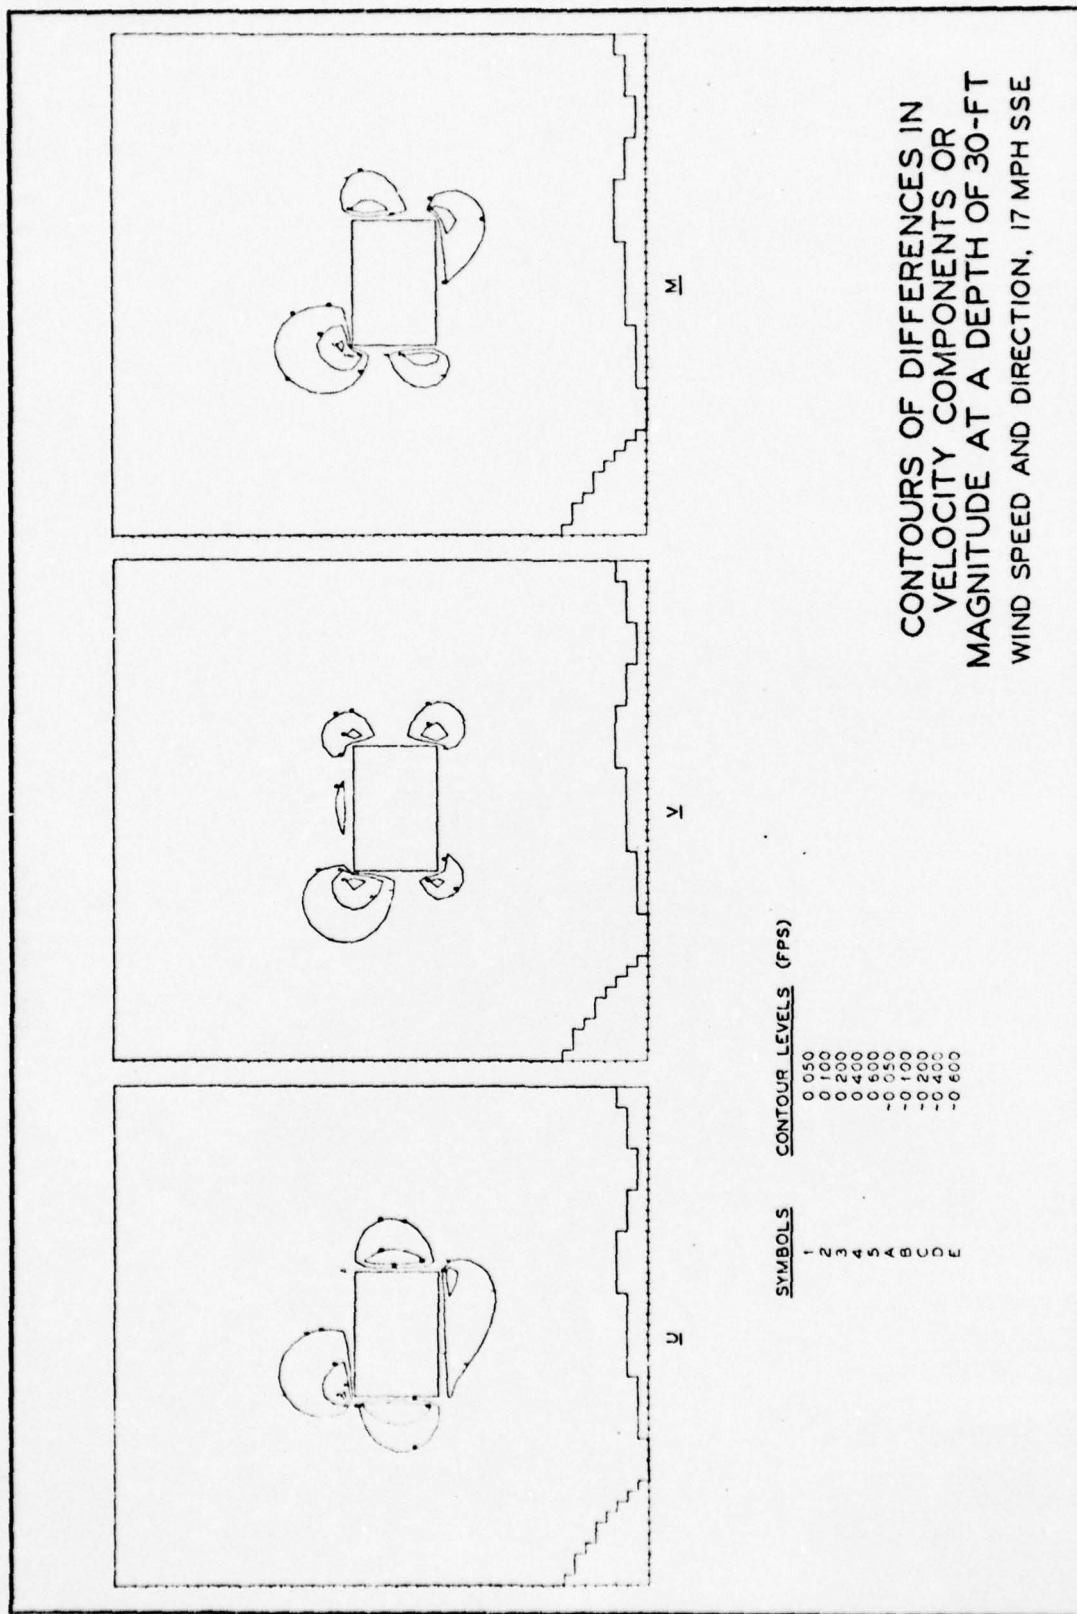 U
V
M
SYMBOLS CONTOUR LEVELS (FPS)
1 0.050
2 0.100
3 0.200
4 0.400
5 0.600
A -0.050
B -0.100
C -0.200
D -0.400
E -0.600
CONTOURS OF DIFFERENCES IN
VELOCITY COMPONENTS OR
MAGNITUDE AT A DEPTH OF 30-FT
WIND SPEED AND DIRECTION, 17 MPH SSE